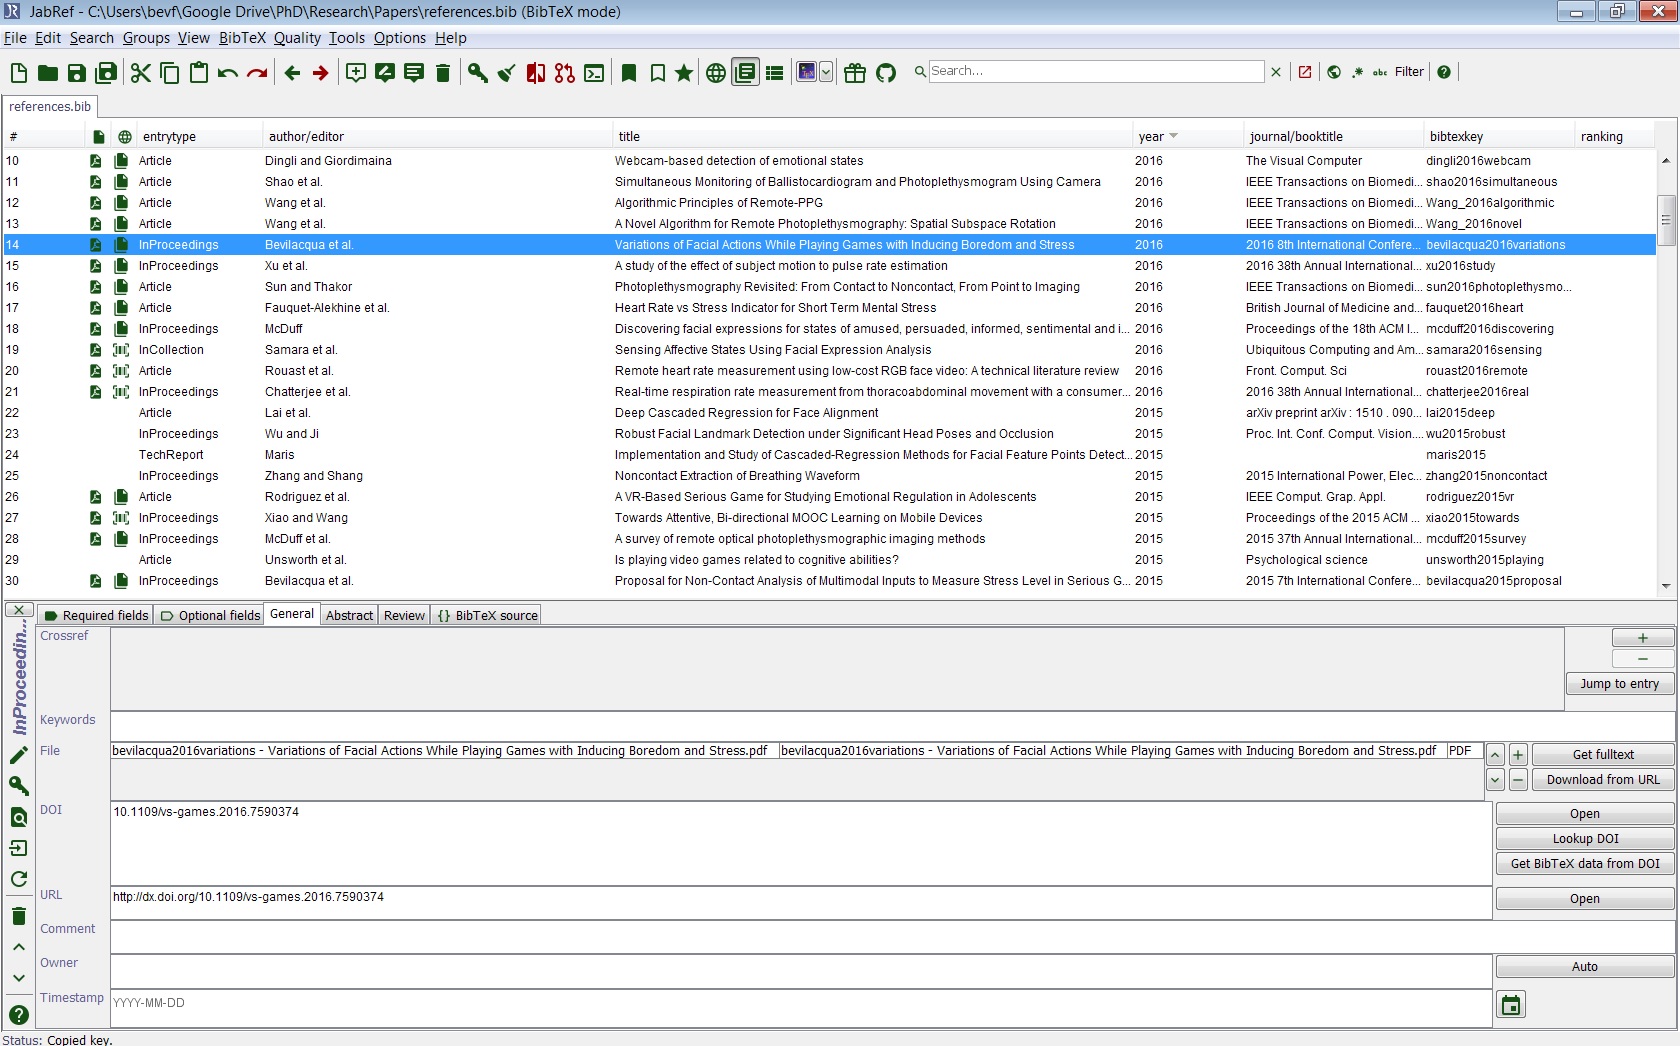 JabRef - C:\Users\bevf\Google Drive\PhD\Research\Papers\references.bib (BibTeX mode)
File Edit Search Groups View BibTeX Quality Tools Options Help
Search... abc Filter
references.bib
# entrytype author/editor title year journal/booktitle bibtexkey ranking
10 Article Dingli and Giordimaina Webcam-based detection of emotional states 2016 The Visual Computer dingli2016webcam
11 Article Shao et al. Simultaneous Monitoring of Ballistocardiogram and Photoplethysmogram Using Camera 2016 IEEE Transactions on Biomedi... shao2016simultaneous
12 Article Wang et al. Algorithmic Principles of Remote-PPG 2016 IEEE Transactions on Biomedi... Wang_2016algorithmic
13 Article Wang et al. A Novel Algorithm for Remote Photoplethysmography: Spatial Subspace Rotation 2016 IEEE Transactions on Biomedi... Wang_2016novel
14 InProceedings Bevilacqua et al. Variations of Facial Actions While Playing Games with Inducing Boredom and Stress 2016 2016 8th International Confere... bevilacqua2016variations
15 InProceedings Xu et al. A study of the effect of subject motion to pulse rate estimation 2016 2016 38th Annual International... xu2016study
16 Article Sun and Thakor Photoplethysmography Revisited: From Contact to Noncontact, From Point to Imaging 2016 IEEE Transactions on Biomedi... sun2016photoplethysmo...
17 Article Fauquet-Alekhine et al. Heart Rate vs Stress Indicator for Short Term Mental Stress 2016 British Journal of Medicine and... fauquet2016heart
18 InProceedings McDuff Discovering facial expressions for states of amused, persuaded, informed, sentimental and i... 2016 Proceedings of the 18th ACM I... mcduff2016discovering
19 InCollection Samara et al. Sensing Affective States Using Facial Expression Analysis 2016 Ubiquitous Computing and Am... samara2016sensing
20 Article Rouast et al. Remote heart rate measurement using low-cost RGB face video: A technical literature review 2016 Front. Comput. Sci rouast2016remote
21 InProceedings Chatterjee et al. Real-time respiration rate measurement from thoracoabdominal movement with a consumer... 2016 2016 38th Annual International... chatterjee2016real
22 Article Lai et al. Deep Cascaded Regression for Face Alignment 2015 arXiv preprint arXiv : 1510 . 090... lai2015deep
23 InProceedings Wu and Ji Robust Facial Landmark Detection under Significant Head Poses and Occlusion 2015 Proc. Int. Conf. Comput. Vision.... wu2015robust
24 TechReport Maris Implementation and Study of Cascaded-Regression Methods for Facial Feature Points Detect... 2015 maris2015
25 InProceedings Zhang and Shang Noncontact Extraction of Breathing Waveform 2015 2015 International Power, Elec... zhang2015noncontact
26 Article Rodriguez et al. A VR-Based Serious Game for Studying Emotional Regulation in Adolescents 2015 IEEE Comput. Grap. Appl. rodriguez2015vr
27 InProceedings Xiao and Wang Towards Attentive, Bi-directional MOOC Learning on Mobile Devices 2015 Proceedings of the 2015 ACM ... xiao2015towards
28 InProceedings McDuff et al. A survey of remote optical photoplethysmographic imaging methods 2015 2015 37th Annual International... mcduff2015survey
29 Article Unsworth et al. Is playing video games related to cognitive abilities? 2015 Psychological science unsworth2015playing
30 InProceedings Bevilacqua et al. Proposal for Non-Contact Analysis of Multimodal Inputs to Measure Stress Level in Serious G... 2015 2015 7th International Confere... bevilacqua2015proposal
Required fields Optional fields General Abstract Review {} BibTeX source
InProceedin...
Crossref
Jump to entry
Keywords
File bevilacqua2016variations - Variations of Facial Actions While Playing Games with Inducing Boredom and Stress.pdf bevilacqua2016variations - Variations of Facial Actions While Playing Games with Inducing Boredom and Stress.pdf PDF Get fulltext
Download from URL
DOI 10.1109/vs-games.2016.7590374 Open
Lookup DOI
Get BibTeX data from DOI
URL http://dx.doi.org/10.1109/vs-games.2016.7590374 Open
Comment
Owner Auto
Timestamp YYYY-MM-DD
Status: Copied key.